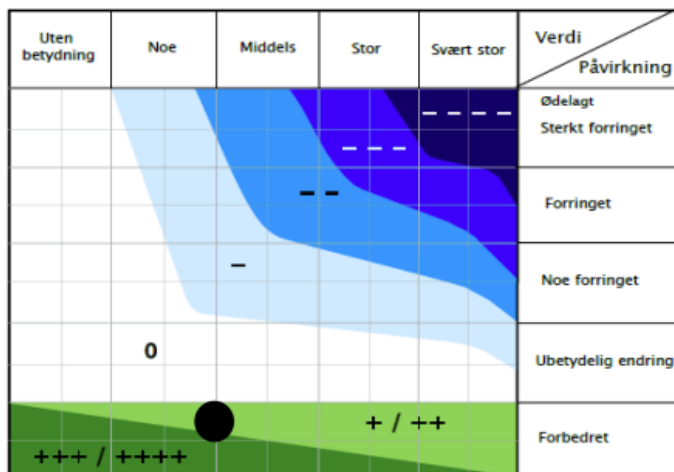 Uten
betydning
Noe
Middels
Stor
Svært stor
Verdi
Påvirkning
Ødelagt
Sterkt forringet
– – – –
– – –
Forringet
– –
Noe forringet
–
Ubetydelig endring
0
Forbedret
+ / ++
+++ / ++++